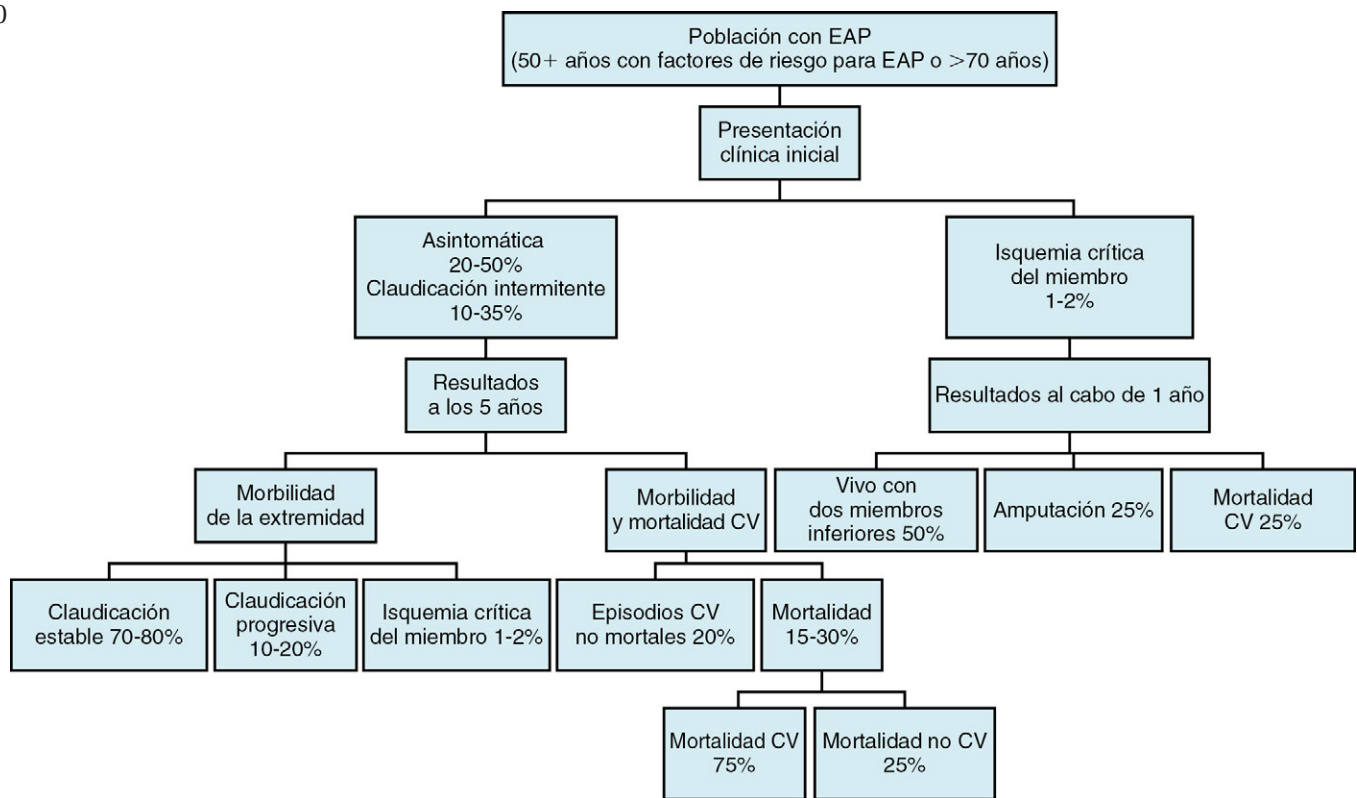 Población con EAP
(50+ años con factores de riesgo para EAP o >70 años)
Presentación
clínica inicial
Asintomática
20-50%
Claudicación intermitente
10-35%
Isquemia crítica
del miembro
1-2%
Resultados
a los 5 años
Resultados al cabo de 1 año
Morbilidad
de la extremidad
Morbilidad
y mortalidad CV
Vivo con
dos miembros
inferiores 50%
Amputación 25%
Mortalidad
CV 25%
Claudicación
estable 70-80%
Claudicación
progresiva
10-20%
Isquemia crítica
del miembro 1-2%
Episodios CV
no mortales 20%
Mortalidad
15-30%
Mortalidad CV
75%
Mortalidad no CV
25%